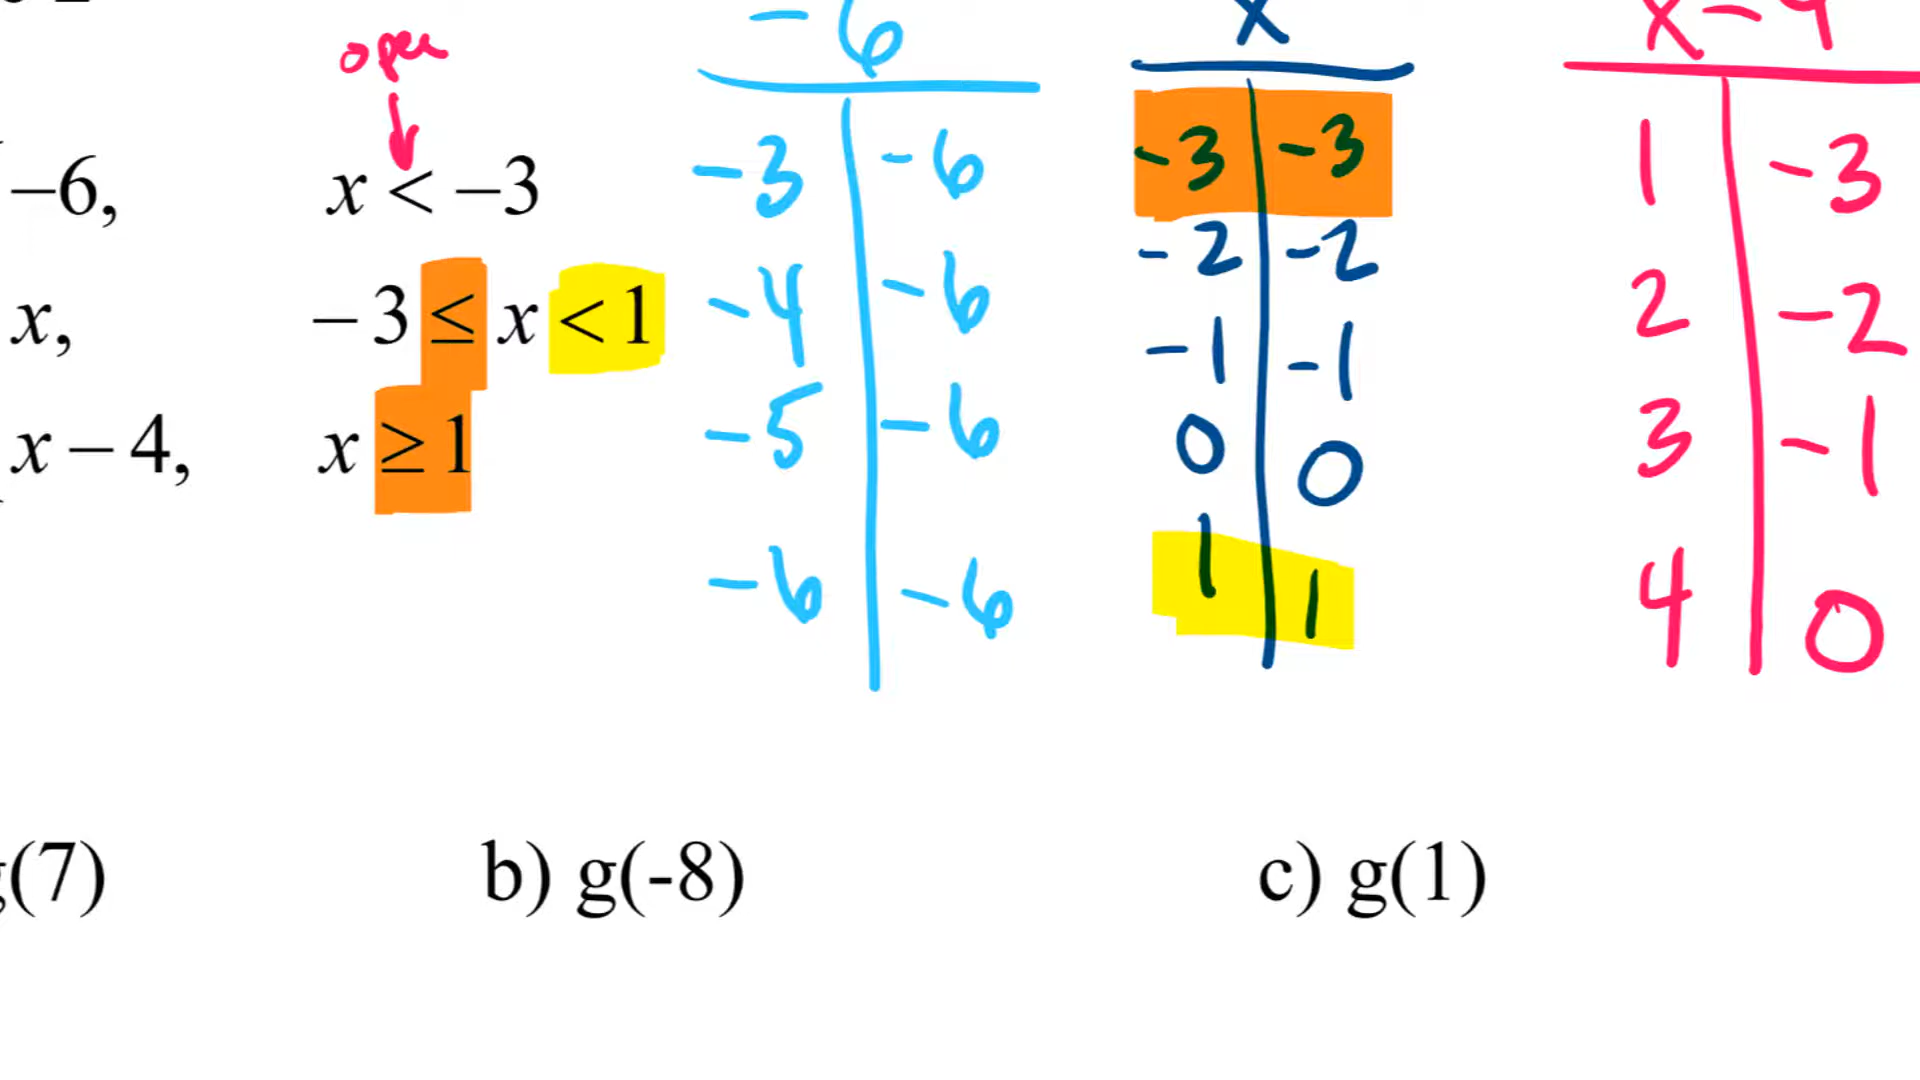 open
-6
x
x-4
–6, x < –3
x, – 3 ≤ x < 1
x – 4, x ≥ 1
-3 -6
-4 -6
-5 -6
-6 -6
-3 -3
-2 -2
-1 -1
0 0
1 1
1 -3
2 -2
3 -1
4 0
g(7) b) g(-8) c) g(1)